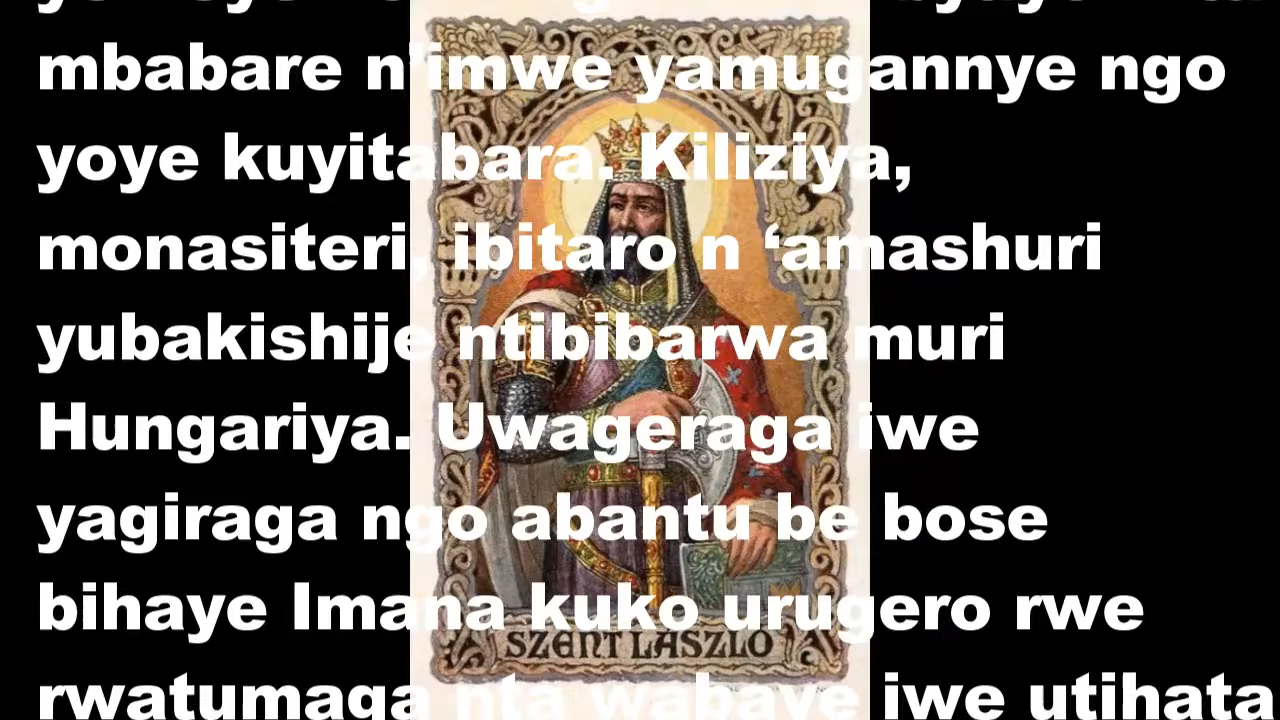 mbabare n'imwe yamugannye ngo
yoye kuyitabara. Kiliziya,
monasiteri, ibitaro n ‘amashuri
yubakishije ntibibarwa muri
Hungariya. Uwageraga iwe
yagiraga ngo abantu be bose
bihaye Imana kuko urugero rwe
rwatumaga nta wabaye iwe utihata
SZENT LÁSZLÓ